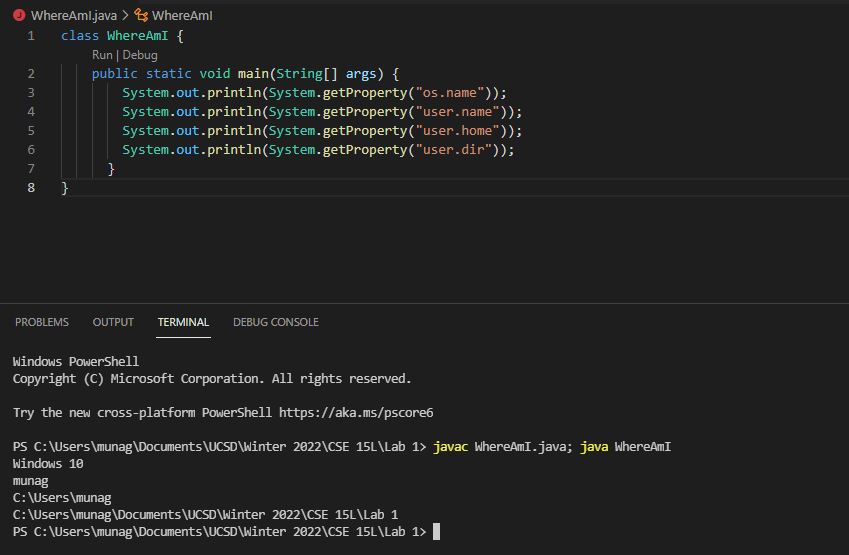 WhereAmI.java > WhereAmI
1 class WhereAmI {
Run | Debug
2 public static void main(String[] args) {
3 System.out.println(System.getProperty("os.name"));
4 System.out.println(System.getProperty("user.name"));
5 System.out.println(System.getProperty("user.home"));
6 System.out.println(System.getProperty("user.dir"));
7 }
8 }
PROBLEMS OUTPUT TERMINAL DEBUG CONSOLE
Windows PowerShell
Copyright (C) Microsoft Corporation. All rights reserved.
Try the new cross-platform PowerShell https://aka.ms/pscore6
PS C:\Users\munag\Documents\UCSD\Winter 2022\CSE 15L\Lab 1> javac WhereAmI.java; java WhereAmI
Windows 10
munag
C:\Users\munag
C:\Users\munag\Documents\UCSD\Winter 2022\CSE 15L\Lab 1
PS C:\Users\munag\Documents\UCSD\Winter 2022\CSE 15L\Lab 1>